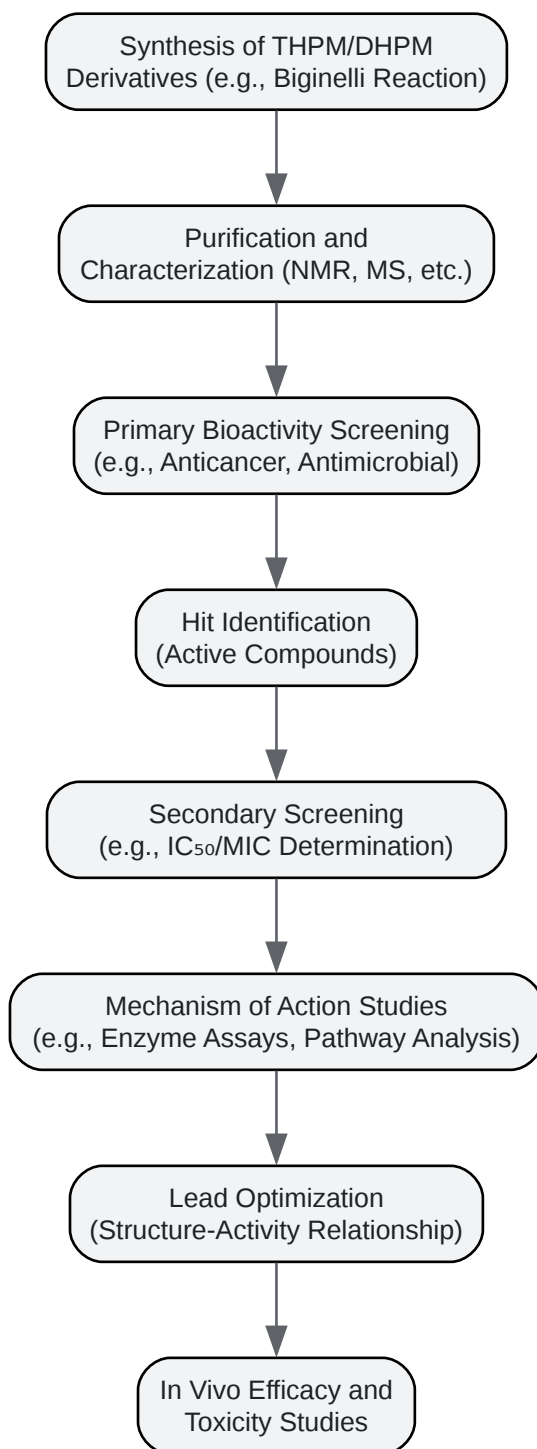 Synthesis of THPM/DHPM
Derivatives (e.g., Biginelli Reaction)
Purification and
Characterization (NMR, MS, etc.)
Primary Bioactivity Screening
(e.g., Anticancer, Antimicrobial)
Hit Identification
(Active Compounds)
Secondary Screening
(e.g., IC₅₀/MIC Determination)
Mechanism of Action Studies
(e.g., Enzyme Assays, Pathway Analysis)
Lead Optimization
(Structure-Activity Relationship)
In Vivo Efficacy and
Toxicity Studies